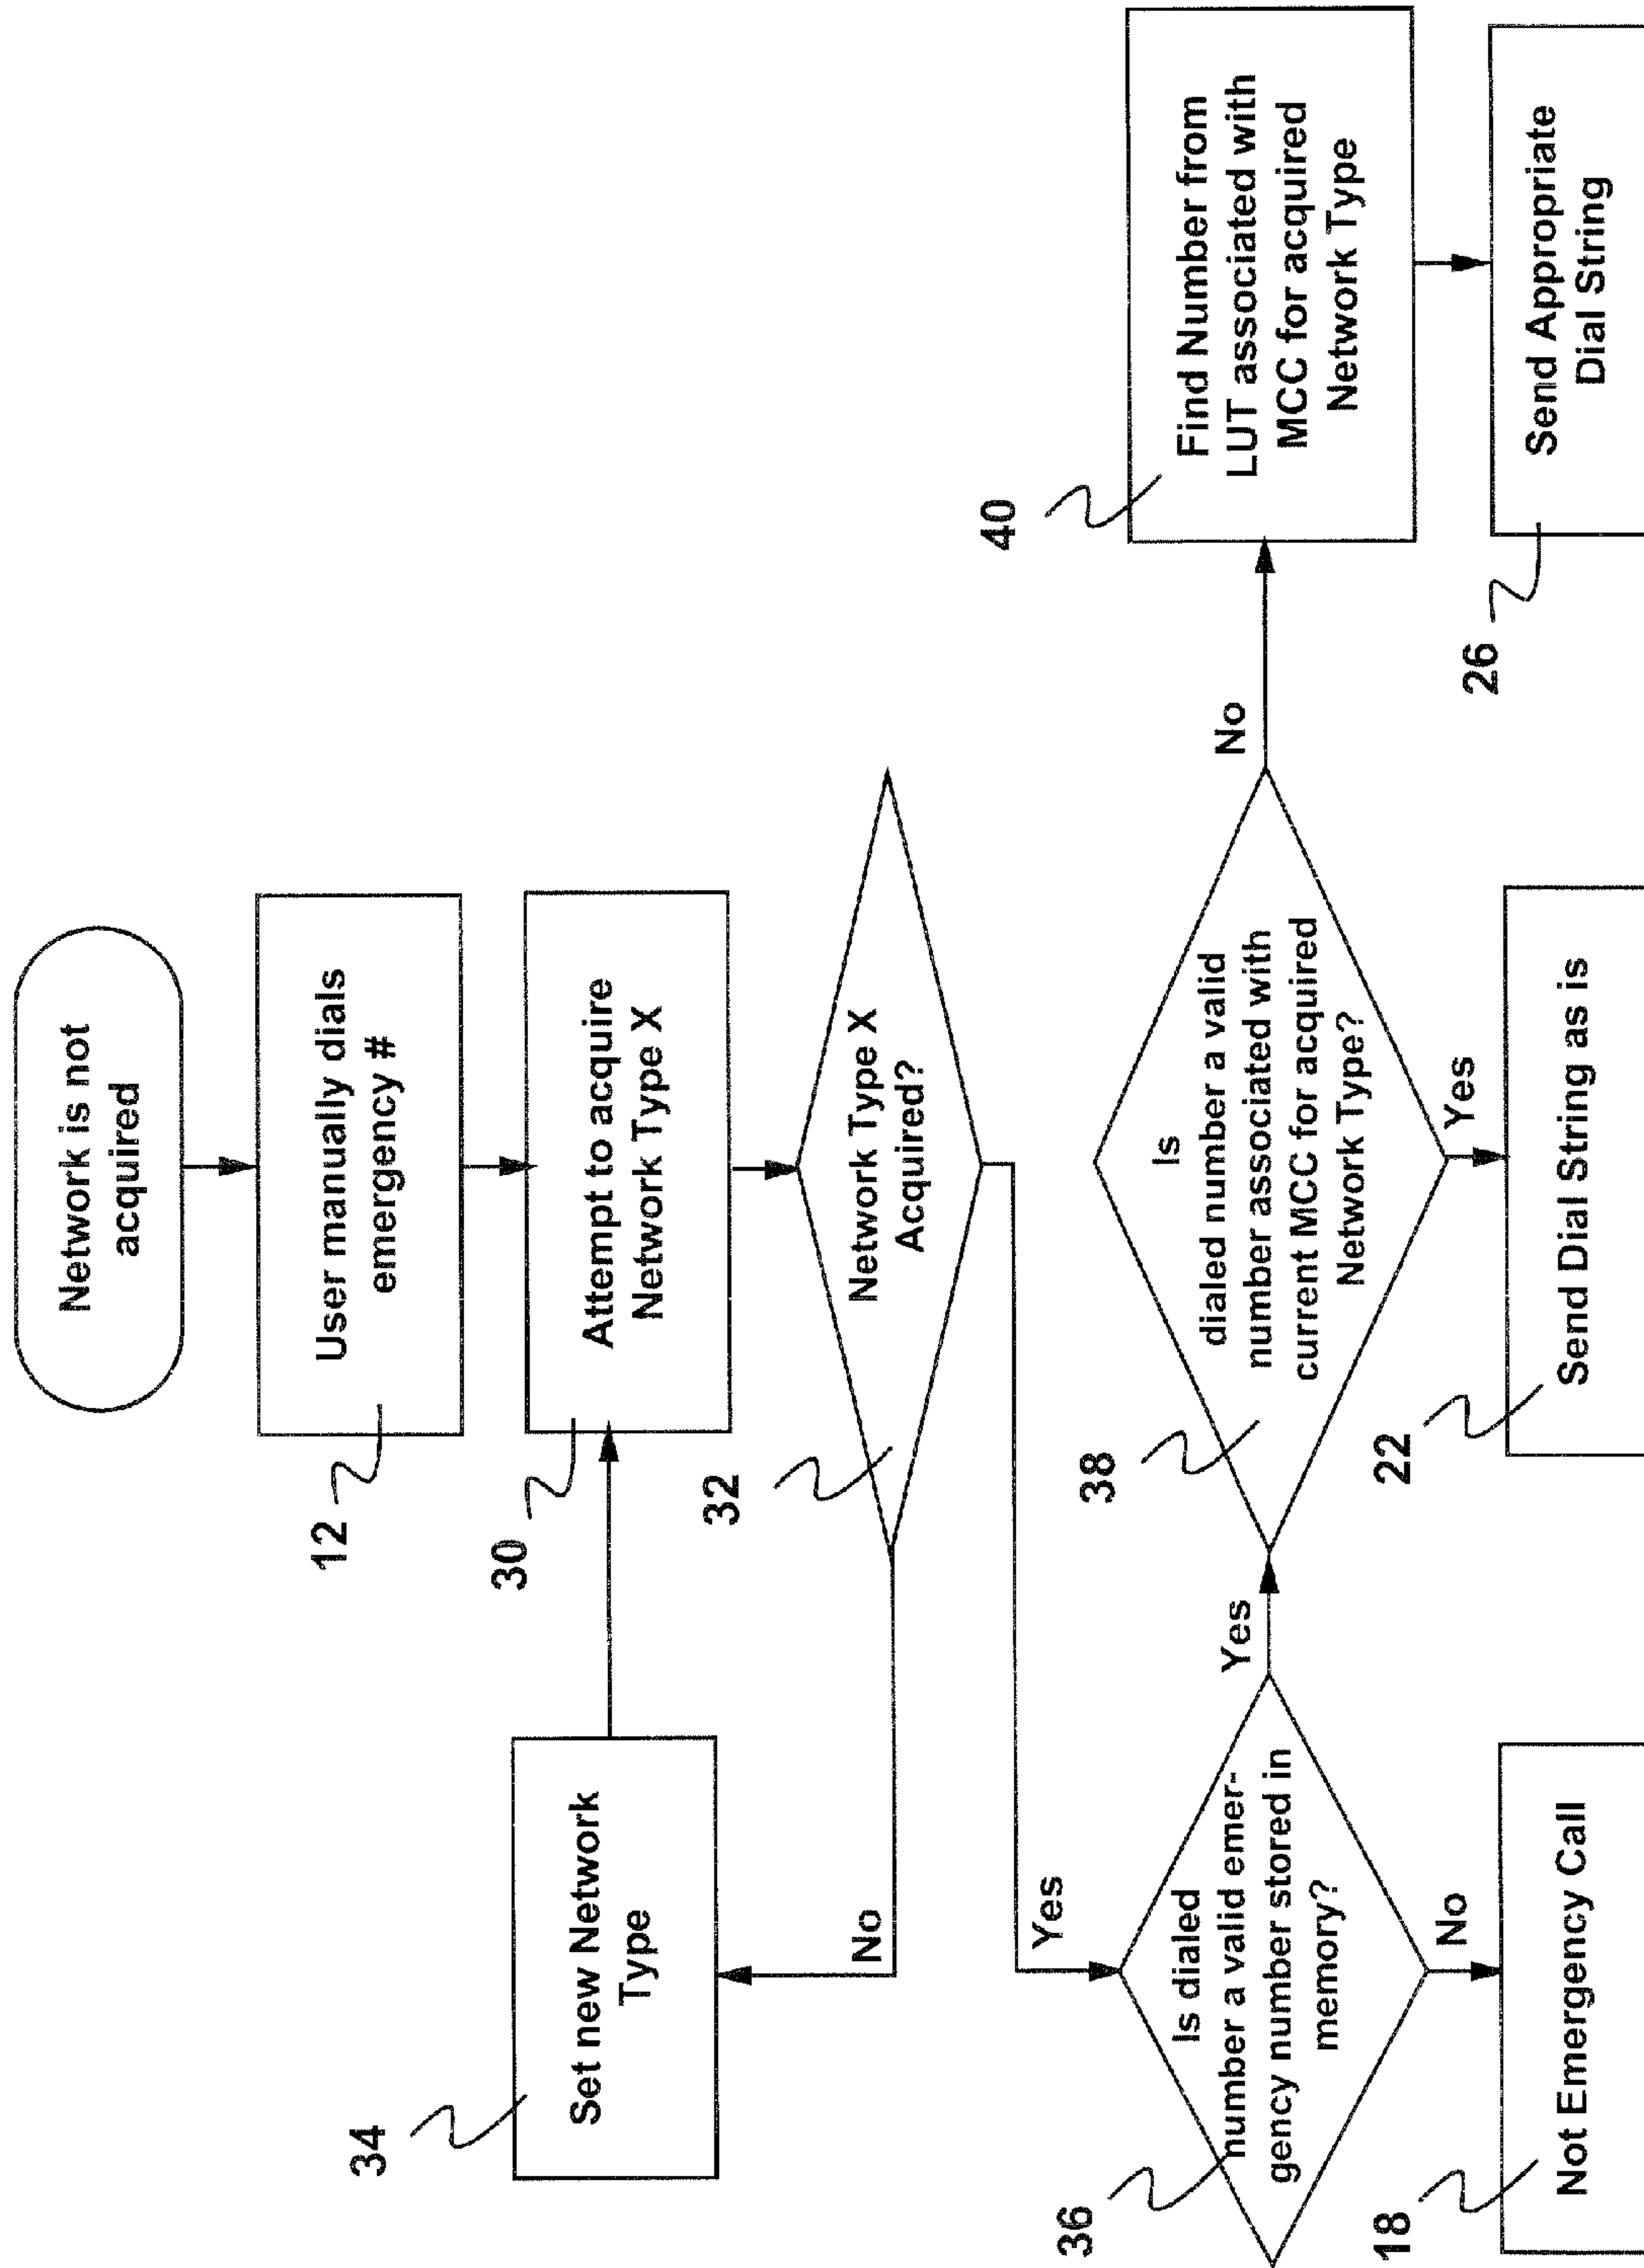 Network is not
acquired
User manually dials
emergency #
12
Attempt to acquire
Network Type X
30
Set new Network
Type
34
Network Type X
Acquired?
32
No
Yes
Is dialed
number a valid emer-
gency number stored in
memory?
36
Yes
No
Not Emergency Call
18
Is
dialed number a valid
number associated with
current MCC for acquired
Network Type?
38
No
Yes
Send Dial String as is
22
Find Number from
LUT associated with
MCC for acquired
Network Type
40
Send Appropriate
Dial String
26